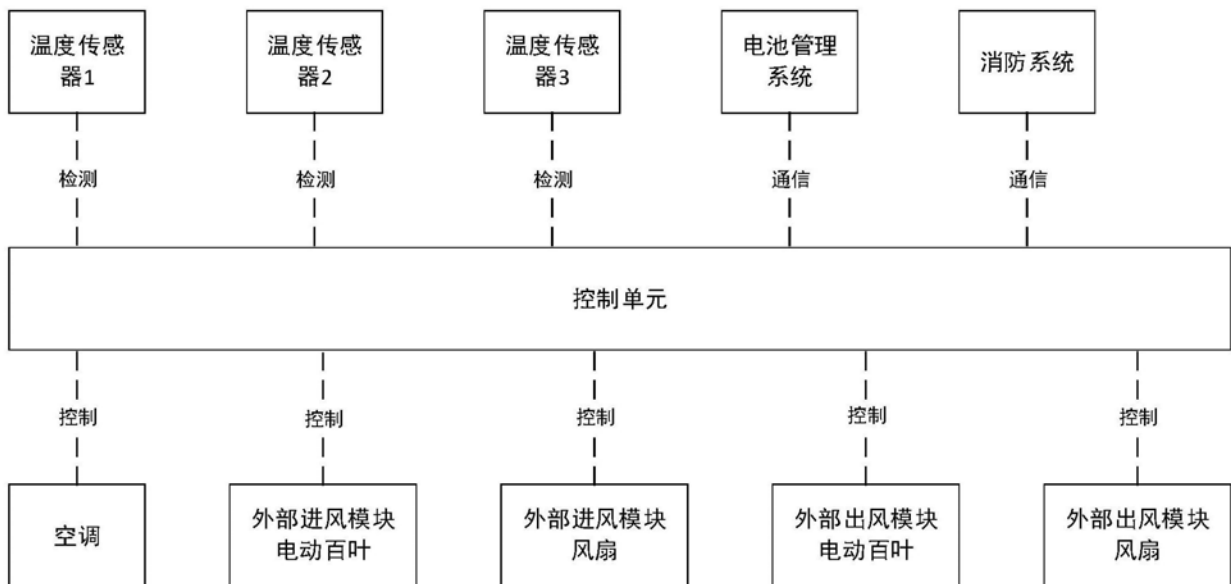 温度传感
器1
温度传感
器2
温度传感
器3
电池管理
系统
消防系统
检测
检测
检测
通信
通信
控制单元
控制
控制
控制
控制
控制
空调
外部进风模块
电动百叶
外部进风模块
风扇
外部出风模块
电动百叶
外部出风模块
风扇